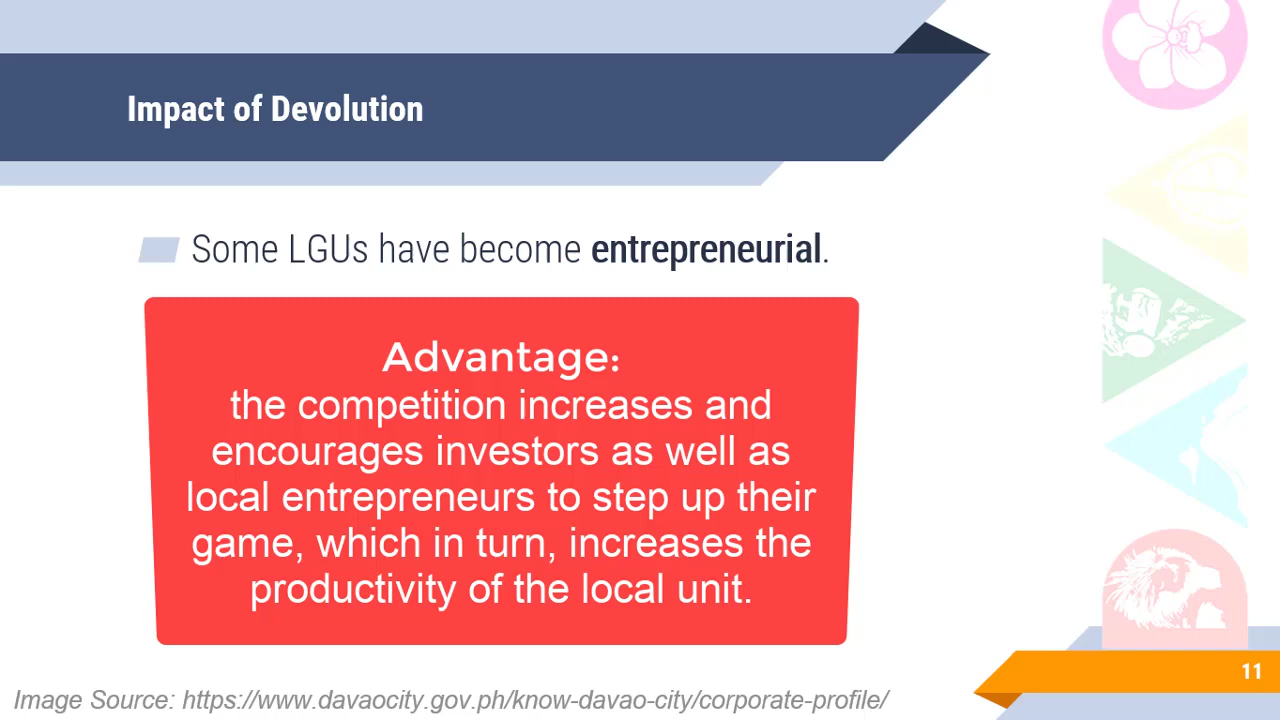 Impact of Devolution
Some LGUs have become entrepreneurial.
Advantage:
the competition increases and
encourages investors as well as
local entrepreneurs to step up their
game, which in turn, increases the
productivity of the local unit.
11
Image Source: https://www.davaocity.gov.ph/know-davao-city/corporate-profile/